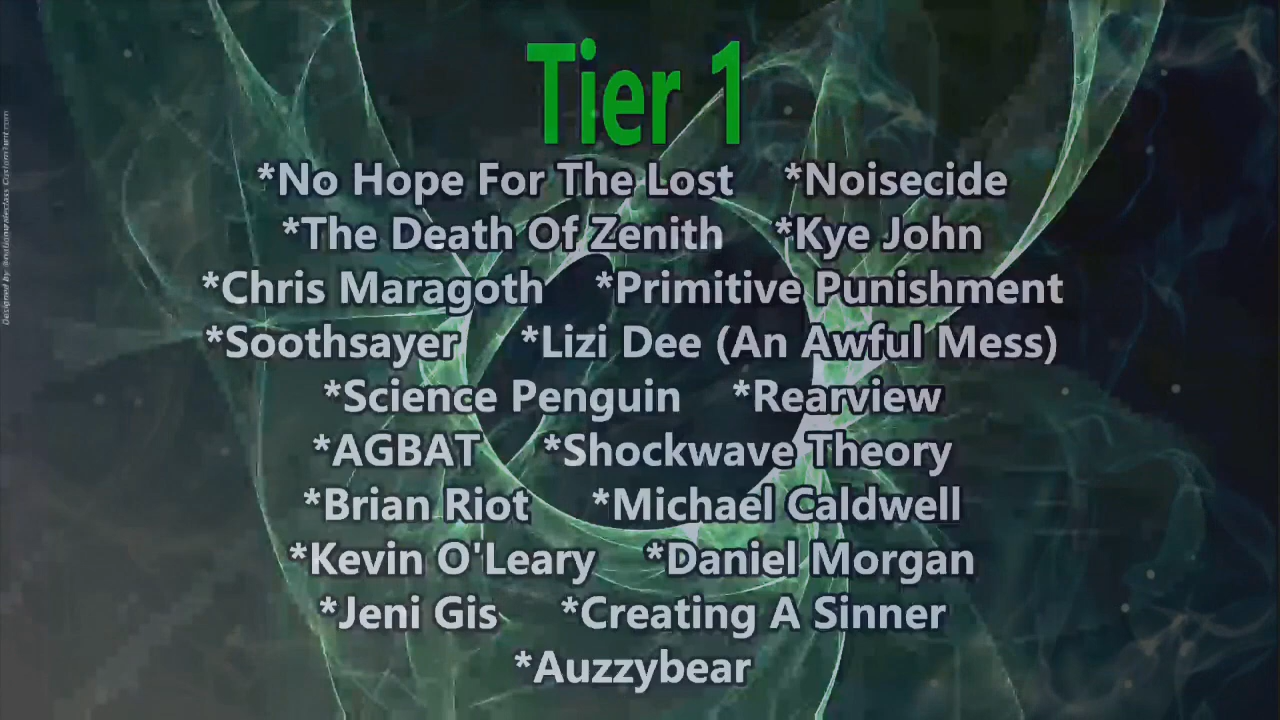 Tier 1
*No Hope For The Lost *Noisecide
*The Death Of Zenith *Kye John
*Chris Maragoth *Primitive Punishment
*Soothsayer *Lizi Dee (An Awful Mess)
*Science Penguin *Rearview
*AGBAT *Shockwave Theory
*Brian Riot *Michael Caldwell
*Kevin O'Leary *Daniel Morgan
*Jeni Gis *Creating A Sinner
*Auzzybear
Designed by